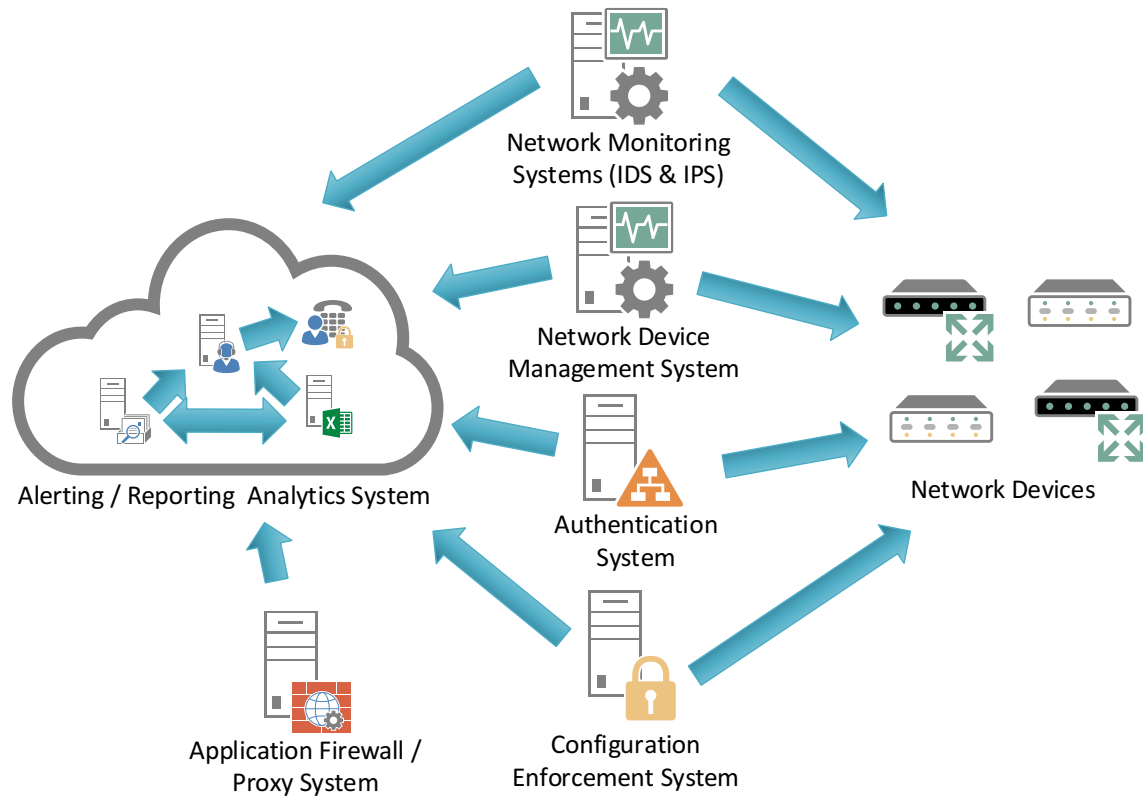 Network Monitoring
Systems (IDS & IPS)
Network Device
Management System
Alerting / Reporting  Analytics System
Network Devices
Authentication
System
Application Firewall /
Proxy System
Configuration
Enforcement System
X